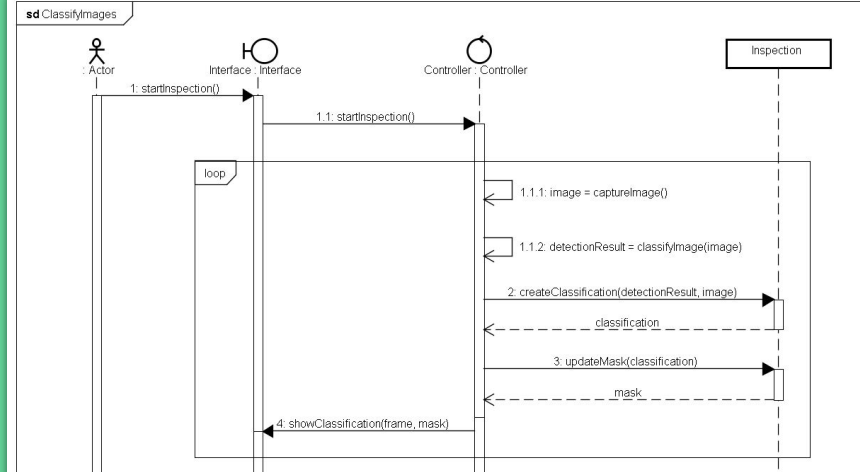 sd ClassifyImages
: Actor
Interface : Interface
Controller : Controller
Inspection
1: startInspection()
1.1: startInspection()
loop
1.1.1: image = captureImage()
1.1.2: detectionResult = classifyImage(image)
2: createClassification(detectionResult, image)
classification
3: updateMask(classification)
mask
4: showClassification(frame, mask)